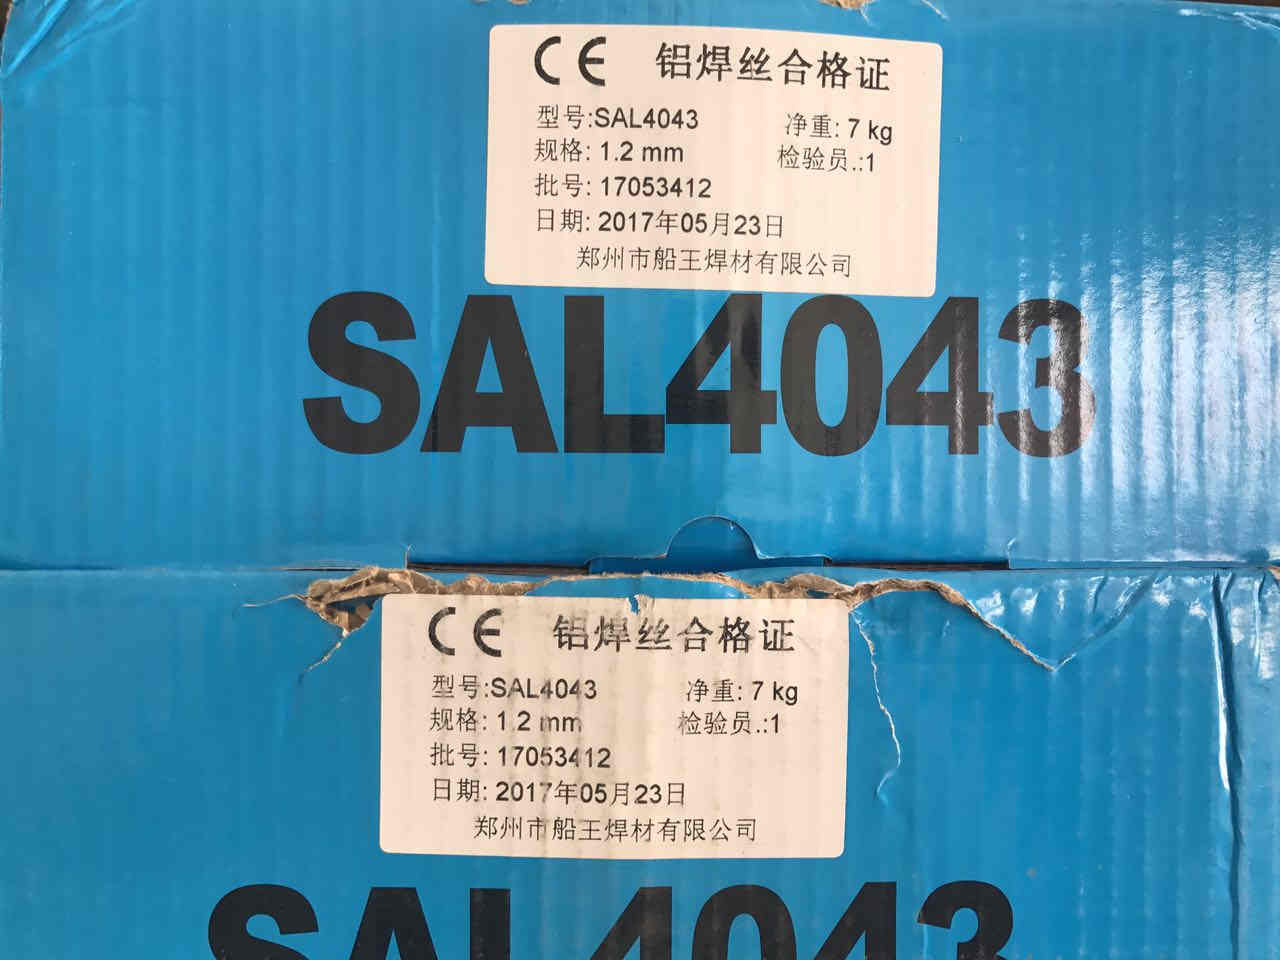 CE 铝焊丝合格证
型号:SAL4043 净重: 7 kg
规格: 1.2 mm 检验员.:1
批号: 17053412
日期: 2017年05月23日
郑州市船王焊材有限公司
SAL4043
CE 铝焊丝合格证
型号:SAL4043 净重: 7 kg
规格: 1.2 mm 检验员.:1
批号: 17053412
日期: 2017年05月23日
郑州市船王焊材有限公司
SAL4043